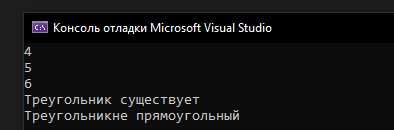 Консоль отладки Microsoft Visual Studio
4
5
6
Треугольник существует
Треугольникне прямоугольный